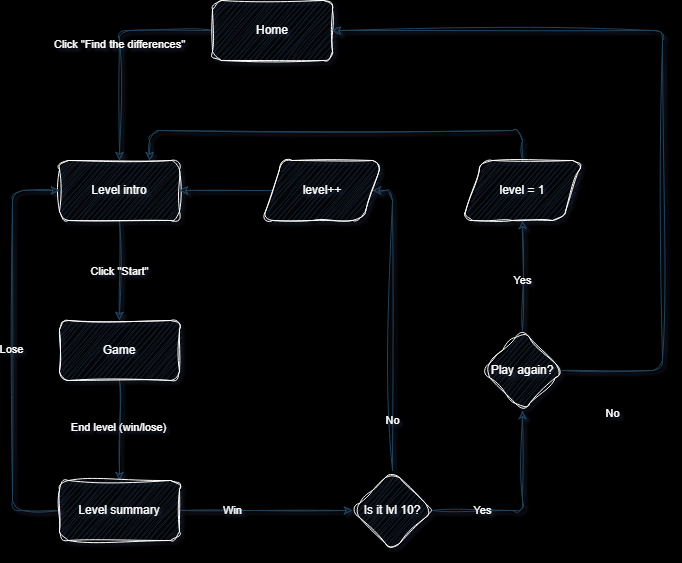 Home
Click "Find the differences"
Level intro
level++
level = 1
Click "Start"
Yes
Game
Lose
Play again?
No
No
End level (win/lose)
Level summary
Win
Is it lvl 10?
Yes